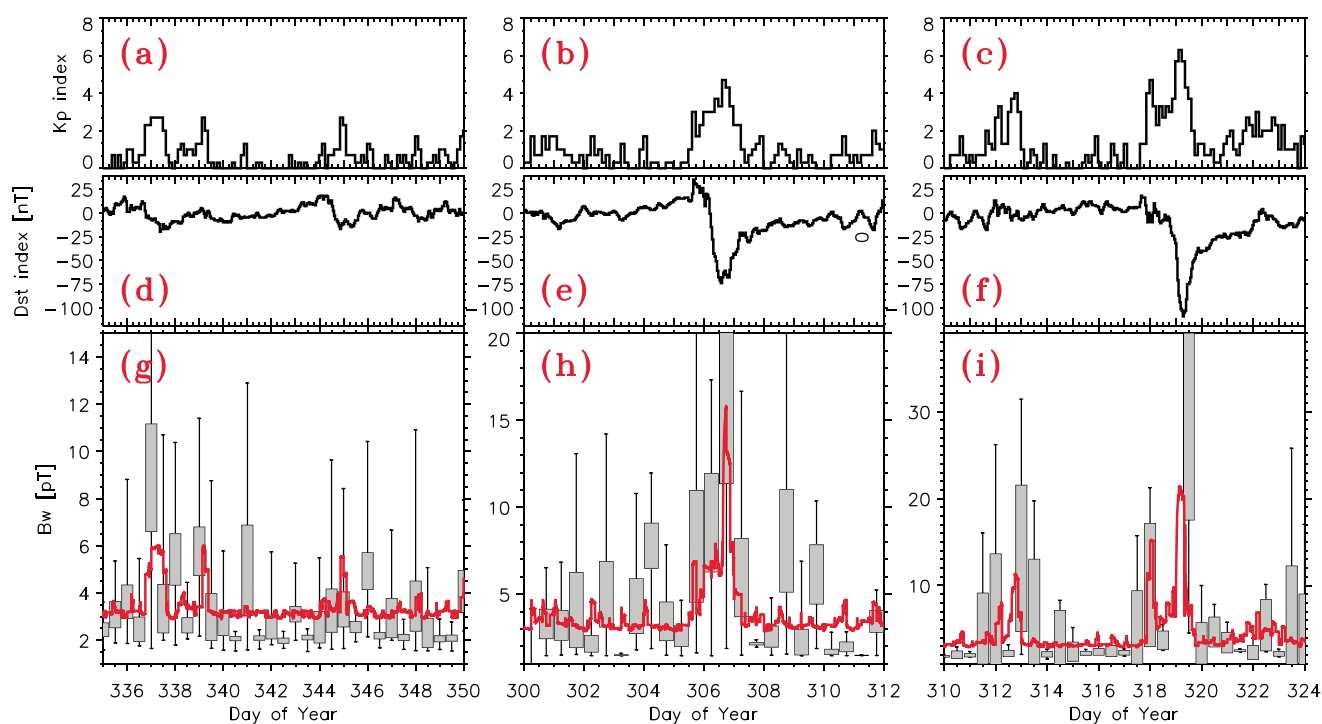 8 8 8
(a) (b) (c)
6 6 6
Kp index
4 4 4
2 2 2
0 0 0
25 25 25
0 0 0
Dst index [nT]
−25 −25 −25
0
−50 −50 −50
−75 −75 −75
(d) (e) (f)
−100 −100 −100
(g) (h) (i)
14 20
12 15 30
10
Bw [pT]
8 10 20
6
4 5 10
2
336 338 340 342 344 346 348 350
300 302 304 306 308 310 312
310 312 314 316 318 320 322 324
Day of Year Day of Year Day of Year